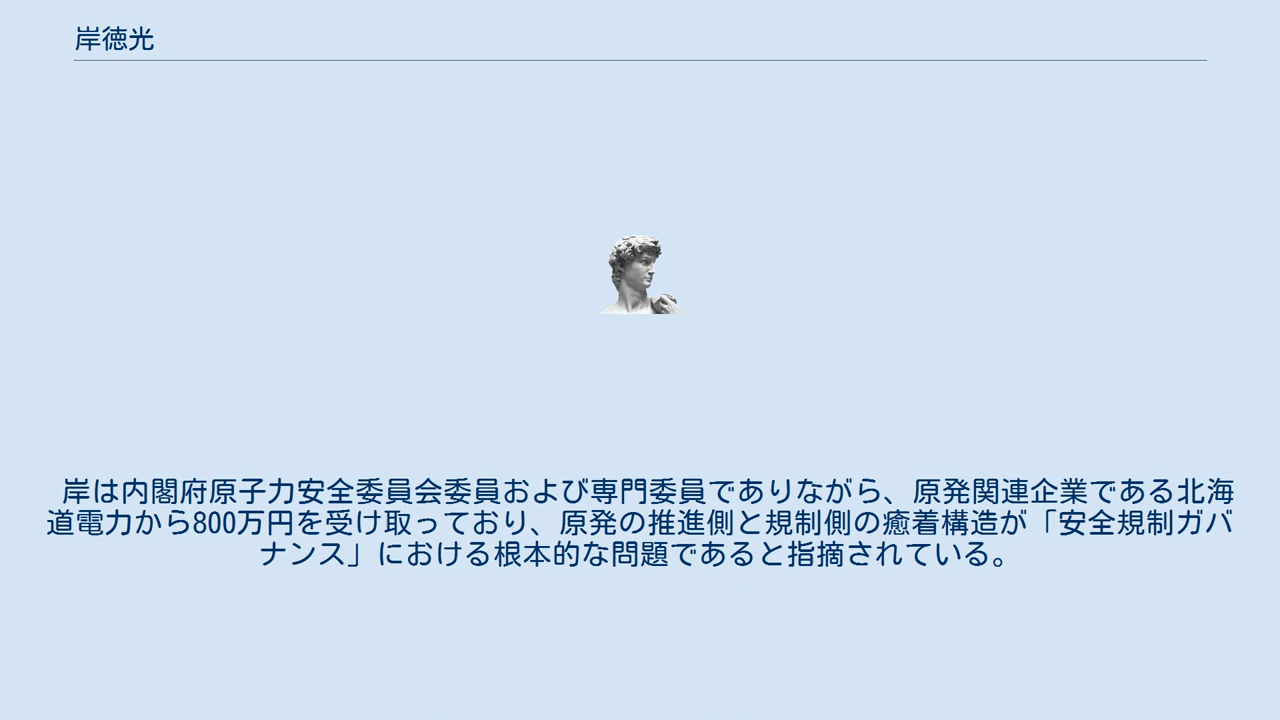 岸徳光
岸は内閣府原子力安全委員会委員および専門委員でありながら、原発関連企業である北海
道電力から800万円を受け取っており、原発の推進側と規制側の癒着構造が「安全規制ガバ
ナンス」における根本的な問題であると指摘されている。